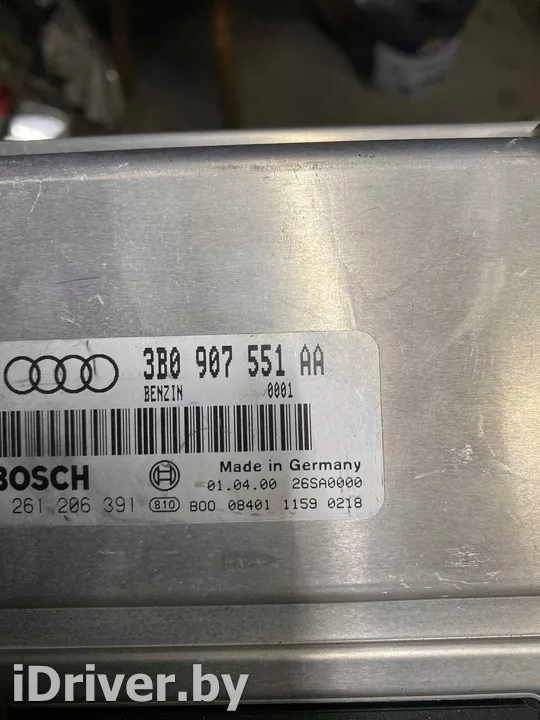 3B0 907 551 AA
BENZIN 0001
BOSCH
Made in Germany
01.04.00 26SA0000
261 206 391 810 B00 08401 1159 0218
iDriver.by